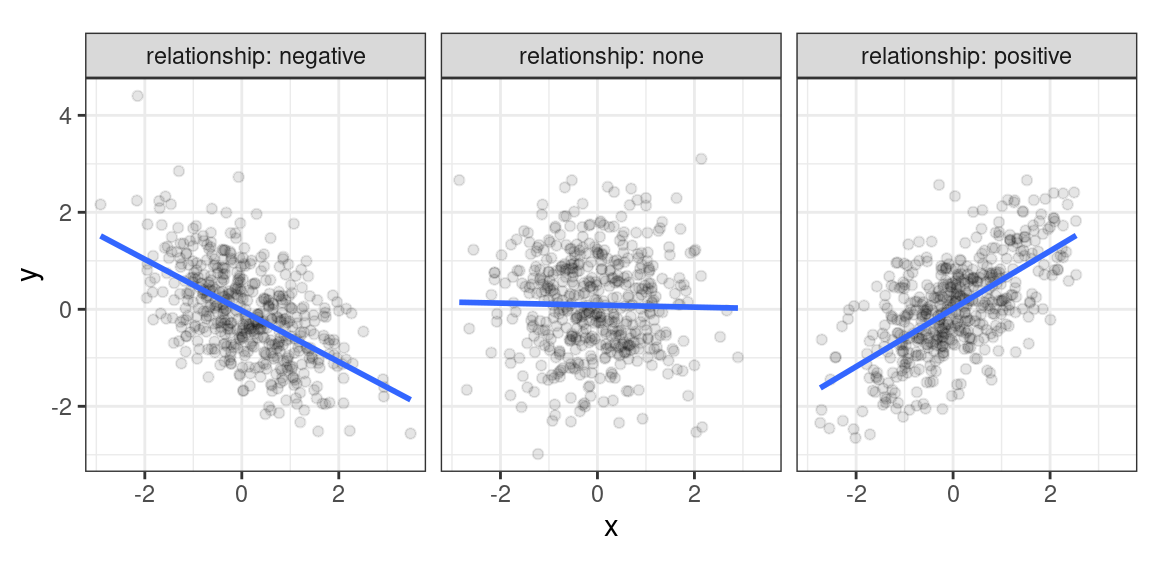 relationship: negative
relationship: none
relationship: positive
4
2
0
-2
y
-2 0 2
-2 0 2
-2 0 2
x